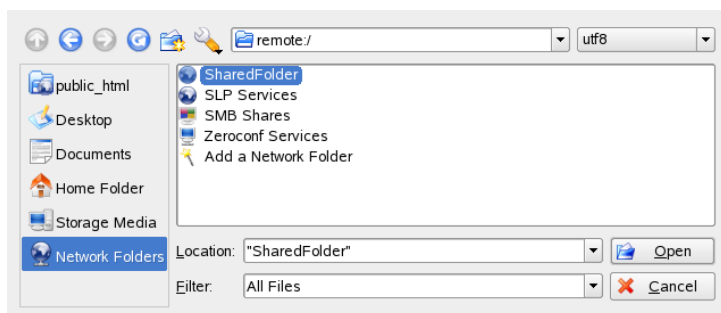 remote:/
utf8
public_html
Desktop
Documents
Home Folder
Storage Media
Network Folders
SharedFolder
SLP Services
SMB Shares
Zeroconf Services
Add a Network Folder
Location: "SharedFolder" Open
Filter: All Files Cancel